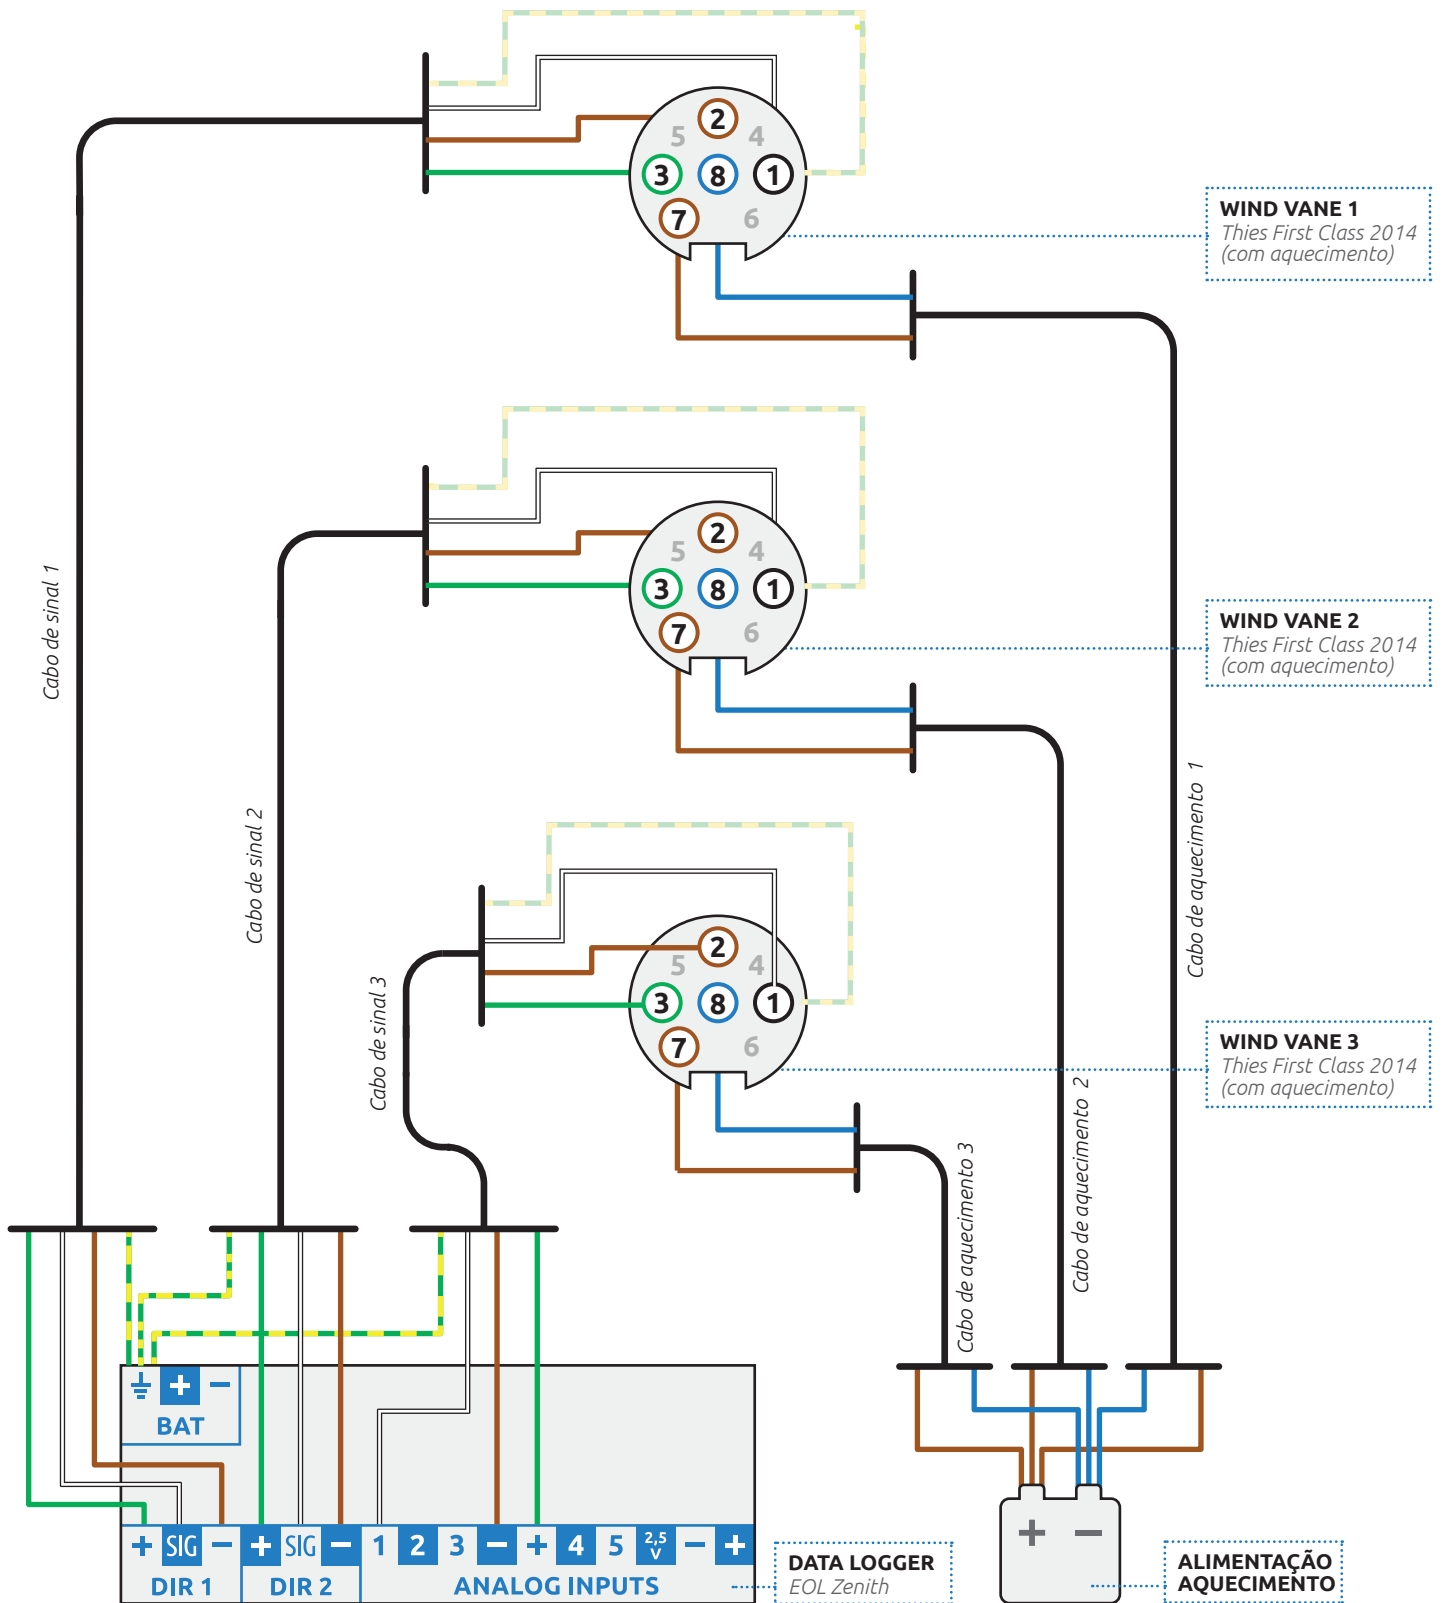 2
5
4
3
8
1
7
6
WIND VANE 1
Thies First Class 2014
(com aquecimento)
2
5
4
3
8
1
7
6
WIND VANE 2
Thies First Class 2014
(com aquecimento)
Cabo de sinal 1
Cabo de sinal 2
Cabo de sinal 3
2
5
4
3
8
1
7
6
WIND VANE 3
Thies First Class 2014
(com aquecimento)
Cabo de aquecimento 1
Cabo de aquecimento 2
Cabo de aquecimento 3
+ −
BAT
+ SIG − + SIG − 1 2 3 − + 4 5 2,5 V − +
DIR 1 DIR 2 ANALOG INPUTS
DATA LOGGER
EOL Zenith
+ −
ALIMENTAÇÃO
AQUECIMENTO